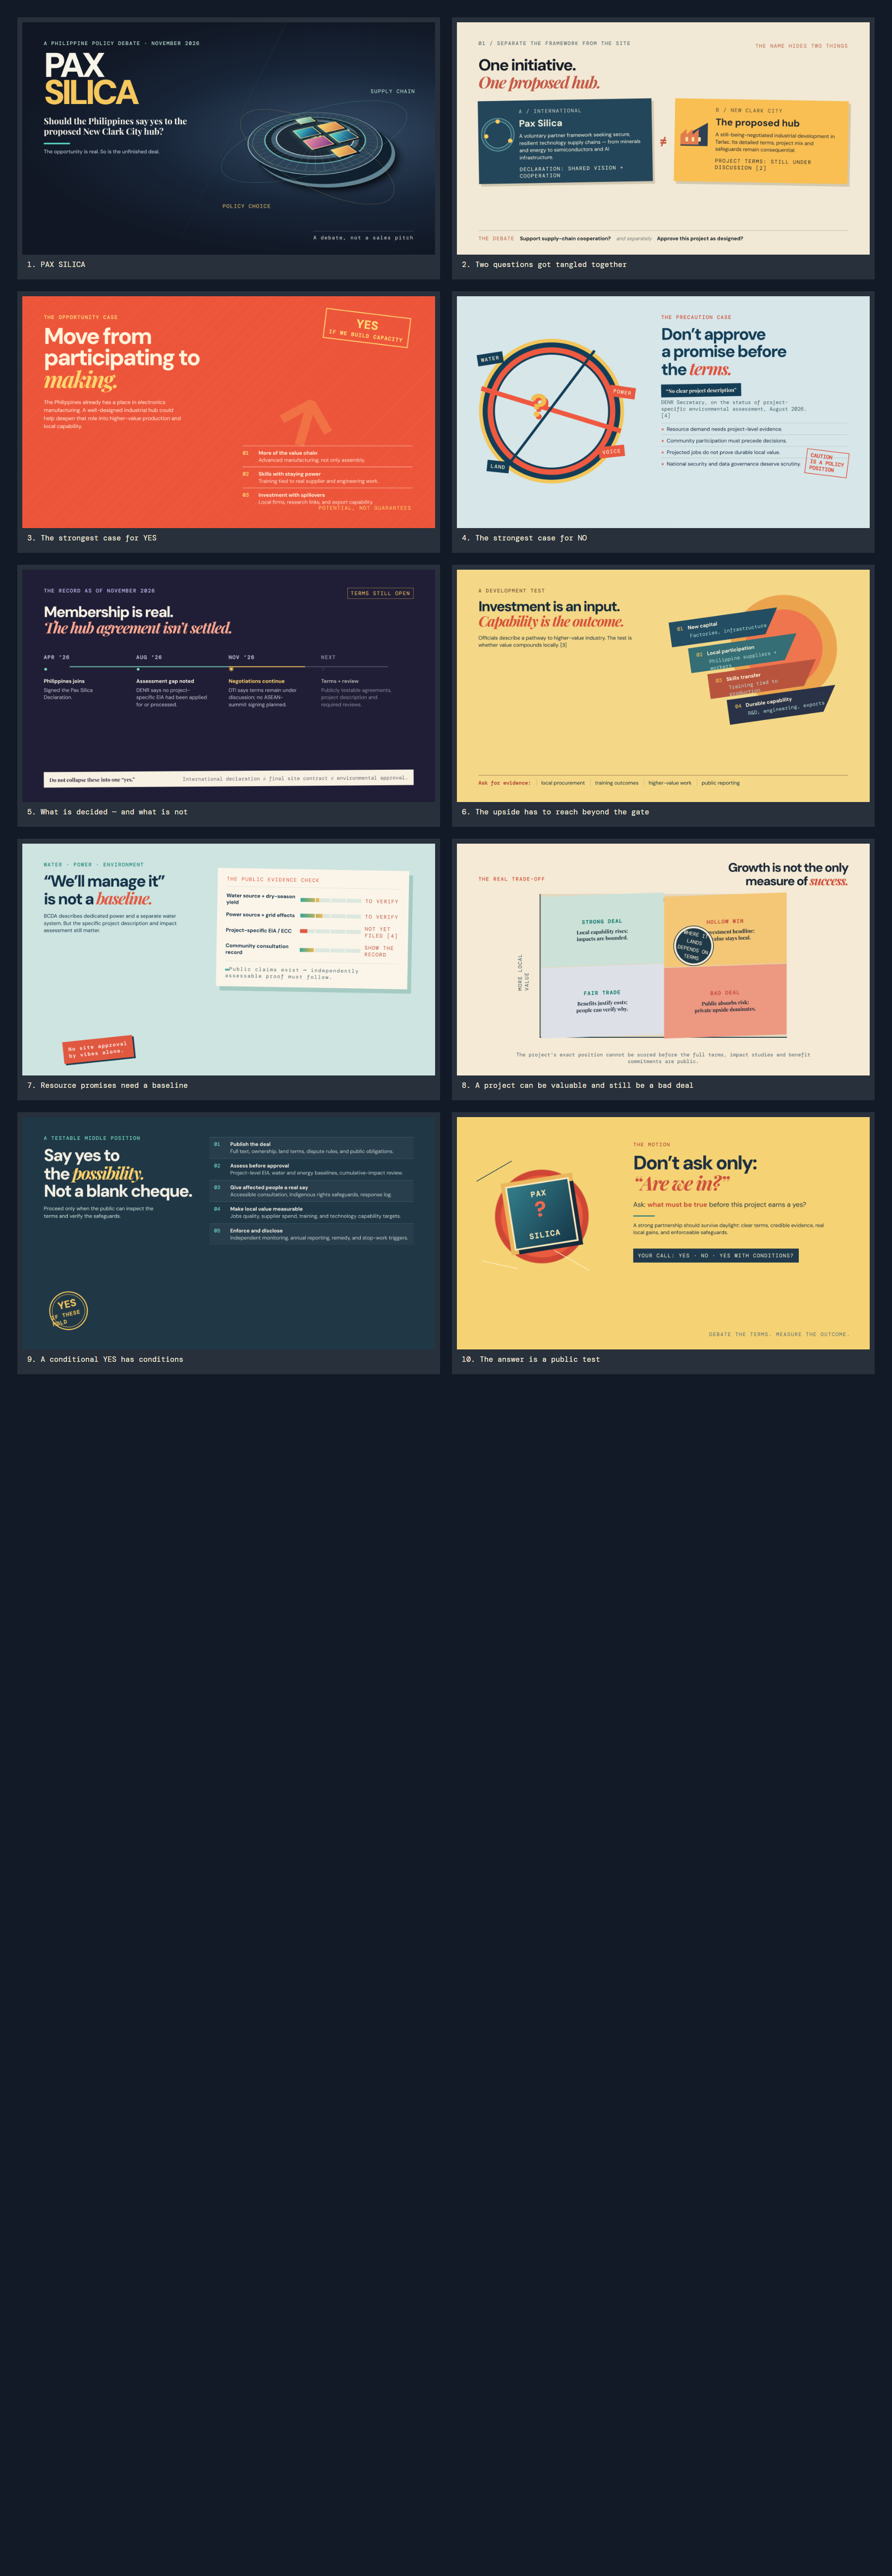 A PHILIPPINE POLICY DEBATE · NOVEMBER 2026
PAX
SILICA
Should the Philippines say yes to the
proposed New Clark City hub?
The opportunity is real. So is the unfinished deal.
SUPPLY CHAIN
POLICY CHOICE
A debate, not a sales pitch
1. PAX SILICA
01 / SEPARATE THE FRAMEWORK FROM THE SITE
THE NAME HIDES TWO THINGS
One initiative.
One proposed hub.
A / INTERNATIONAL
Pax Silica
A voluntary partner framework seeking secure,
resilient technology supply chains — from minerals
and energy to semiconductors and AI
infrastructure.
DECLARATION: SHARED VISION +
COOPERATION
≠
B / NEW CLARK CITY
The proposed hub
A still-being-negotiated industrial development in
Tarlac. Its detailed terms, project mix and
safeguards remain consequential.
PROJECT TERMS: STILL UNDER
DISCUSSION [2]
THE DEBATE Support supply-chain cooperation? and separately Approve this project as designed?
2. Two questions got tangled together
THE OPPORTUNITY CASE
Move from
participating to
making.
The Philippines already has a place in electronics
manufacturing. A well-designed industrial hub could
help deepen that role into higher-value production and
local capability.
YES
IF WE BUILD CAPACITY
01 More of the value chain
Advanced manufacturing, not only assembly.
02 Skills with staying power
Training tied to real supplier and engineering work.
03 Investment with spillovers
Local firms, research links, and export capability.
POTENTIAL, NOT GUARANTEES
3. The strongest case for YES
WATER
POWER
?
VOICE
LAND
THE PRECAUTION CASE
Don’t approve
a promise before
the terms.
“No clear project description”
DENR Secretary, on the status of project-
specific environmental assessment, August 2026.
[4]
Resource demand needs project-level evidence.
Community participation must precede decisions.
Projected jobs do not prove durable local value.
National security and data governance deserve scrutiny.
CAUTION
IS A POLICY
POSITION
4. The strongest case for NO
THE RECORD AS OF NOVEMBER 2026
TERMS STILL OPEN
Membership is real.
The hub agreement isn’t settled.
APR ’26
Philippines joins
Signed the Pax Silica
Declaration.
AUG ’26
Assessment gap noted
DENR says no project-
specific EIA had been applied
for or processed.
NOV ’26
Negotiations continue
DTI says terms remain under
discussion; no ASEAN-
summit signing planned.
NEXT
Terms + review
Publicly testable agreements,
project description and
required reviews.
Do not collapse these into one “yes.”
International declaration ≠ final site contract ≠ environmental approval.
5. What is decided — and what is not
A DEVELOPMENT TEST
Investment is an input.
Capability is the outcome.
Officials describe a pathway to higher-value industry. The test is
whether value compounds locally. [3]
01 New capital
Factories, infrastructure
02 Local participation
Philippine suppliers +
workers
03 Skills transfer
Training tied to
production
04 Durable capability
R&D, engineering, exports
Ask for evidence: local procurement training outcomes higher-value work public reporting
6. The upside has to reach beyond the gate
WATER · POWER · ENVIRONMENT
“We’ll manage it”
is not a baseline.
BCDA describes dedicated power and a separate water
system. But the specific project description and impact
assessment still matter.
THE PUBLIC EVIDENCE CHECK
Water source + dry-season
yield
TO VERIFY
Power source + grid effects
TO VERIFY
Project-specific EIA / ECC
NOT YET
FILED [4]
Community consultation
record
SHOW THE
RECORD
Public claims exist — independently
assessable proof must follow.
No site approval
by vibes alone.
7. Resource promises need a baseline
THE REAL TRADE-OFF
Growth is not the only
measure of success.
MORE LOCAL
VALUE
STRONG DEAL
Local capability rises;
impacts are bounded.
HOLLOW WIN
investment headline;
value stays local.
WHERE IT
LANDS
DEPENDS ON
TERMS
FAIR TRADE
Benefits justify costs;
people can verify why.
BAD DEAL
Public absorbs risk;
private upside dominates.
The project’s exact position cannot be scored before the full terms, impact studies and benefit
commitments are public.
8. A project can be valuable and still be a bad deal
A TESTABLE MIDDLE POSITION
Say yes to
the possibility.
Not a blank cheque.
Proceed only when the public can inspect the
terms and verify the safeguards.
YES
IF THESE
HOLD
01 Publish the deal
Full text, ownership, land terms, dispute rules, and public obligations.
02 Assess before approval
Project-level EIA, water and energy baselines, cumulative-impact review.
03 Give affected people a real say
Accessible consultation, Indigenous rights safeguards, response log.
04 Make local value measurable
Jobs quality, supplier spend, training, and technology capability targets.
05 Enforce and disclose
Independent monitoring, annual reporting, remedy, and stop-work triggers.
9. A conditional YES has conditions
PAX
?
SILICA
THE MOTION
Don’t ask only:
“Are we in?”
Ask: what must be true before this project earns a yes?
A strong partnership should survive daylight: clear terms, credible evidence, real
local gains, and enforceable safeguards.
YOUR CALL: YES · NO · YES WITH CONDITIONS?
DEBATE THE TERMS. MEASURE THE OUTCOME.
10. The answer is a public test